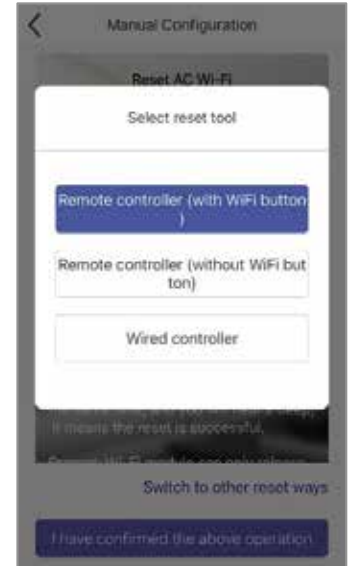 Manual Configuration
Reset AC Wi-Fi
Select reset tool
Remote controller (with WiFi button
)
Remote controller (without WiFi but
ton)
Wired controller
it means the reset is successful.
Switch to other reset ways
I have confirmed the above operation